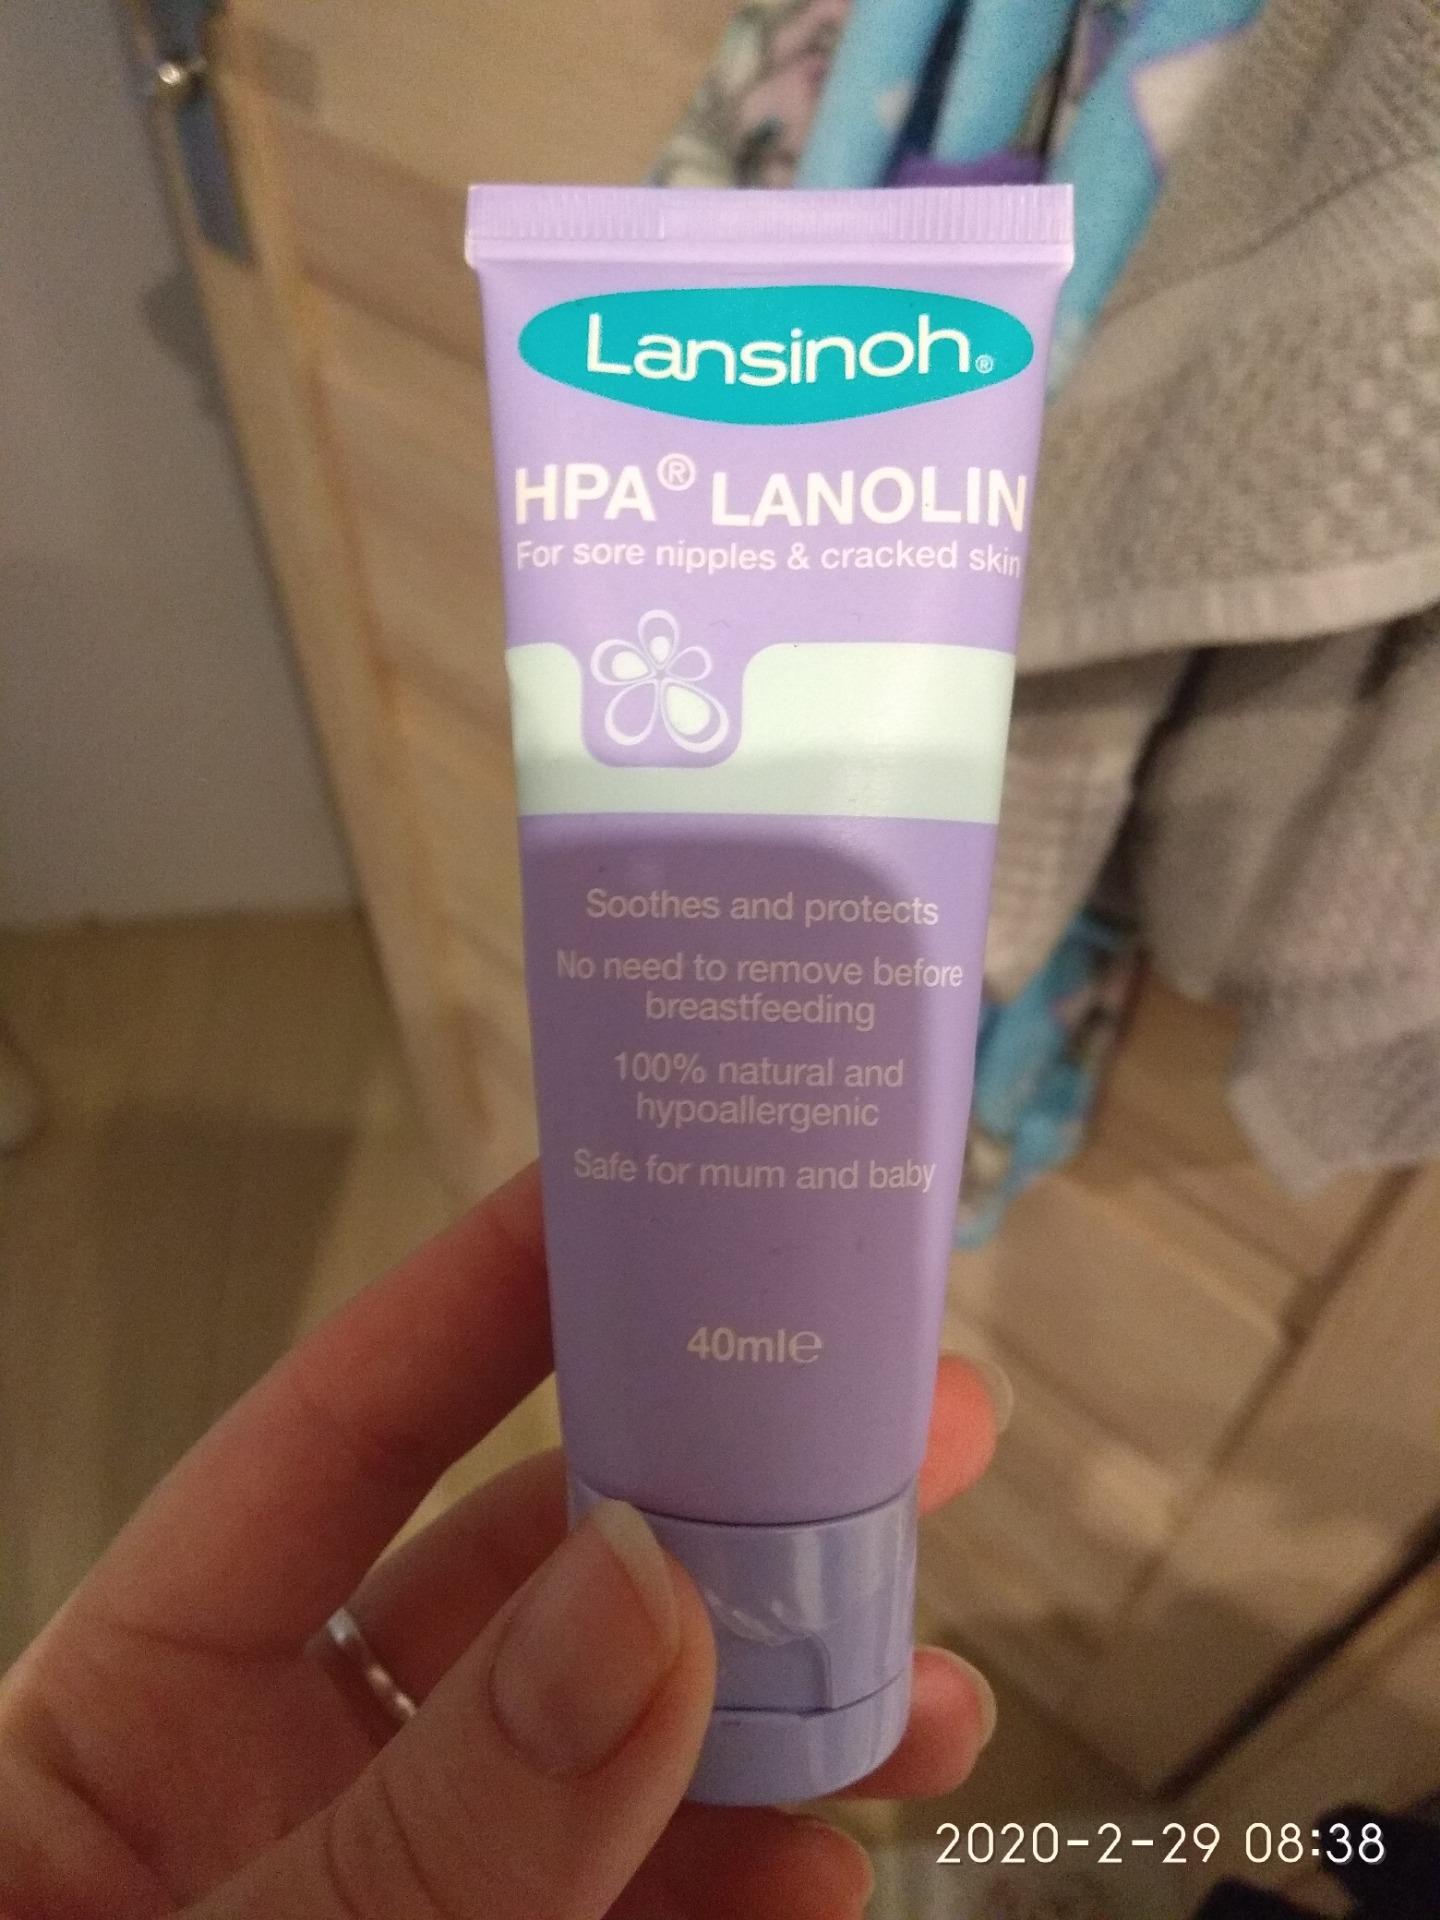 Lansinoh®
HPA® LANOLIN
For sore nipples & cracked skin
Soothes and protects
No need to remove before
breastfeeding
100% natural and
hypoallergenic
Safe for mum and baby
40ml℮
2020-2-29 08:38